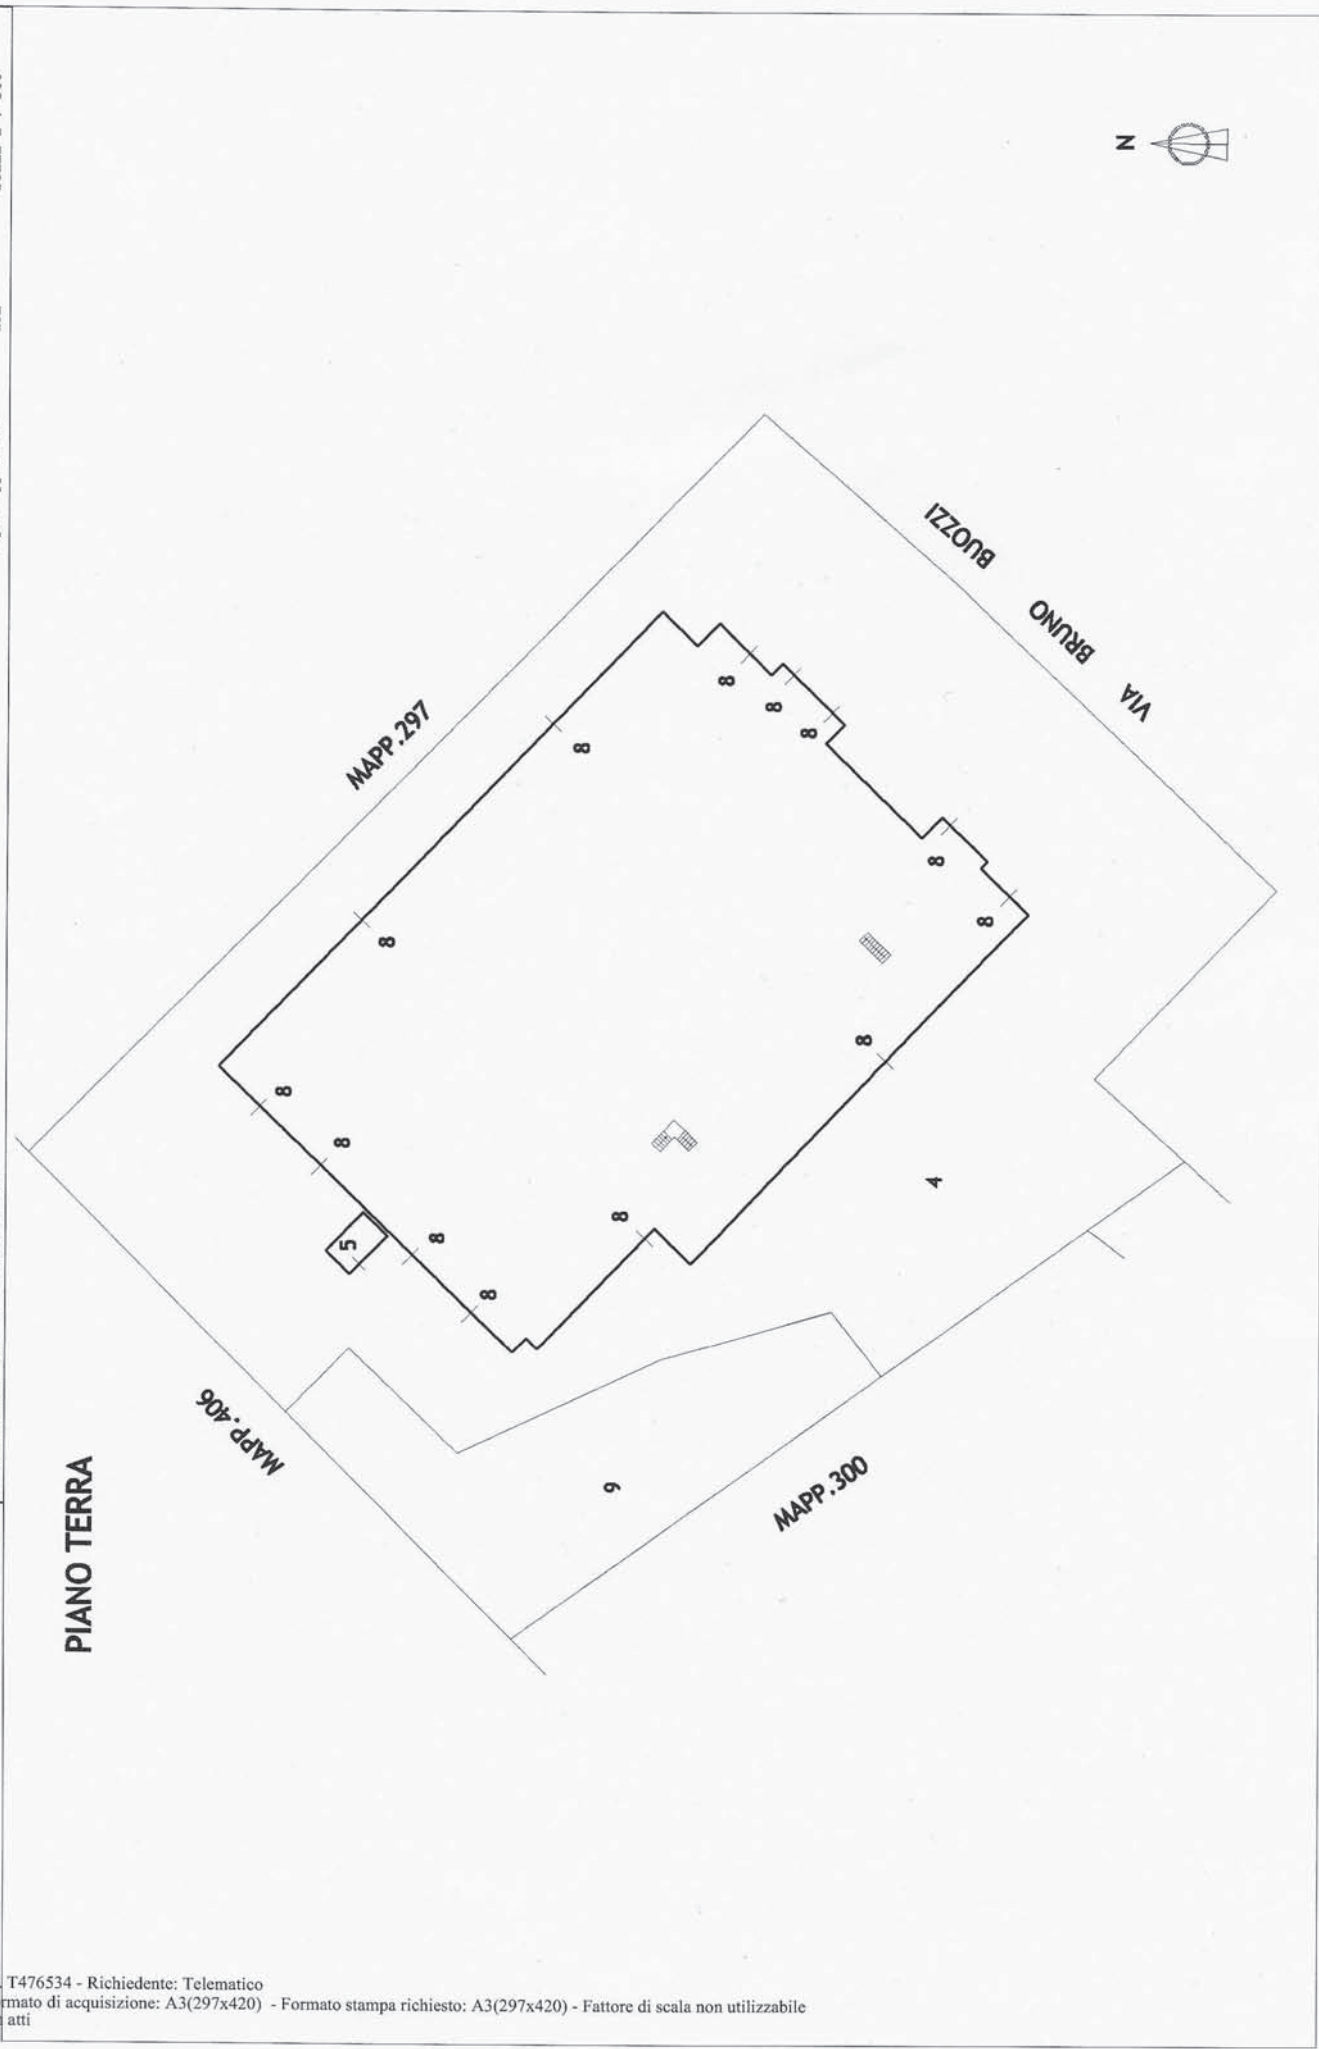 PIANO TERRA
N
MAPP.297
MAPP.406
MAPP.300
VIA BRUNO BUOZZI
8
8
8
8
8
8
8
8
8
8
8
8
8
8
5
4
9
T476534 - Richiedente: Telematico
rmato di acquisizione: A3(297x420) - Formato stampa richiesto: A3(297x420) - Fattore di scala non utilizzabile
atti